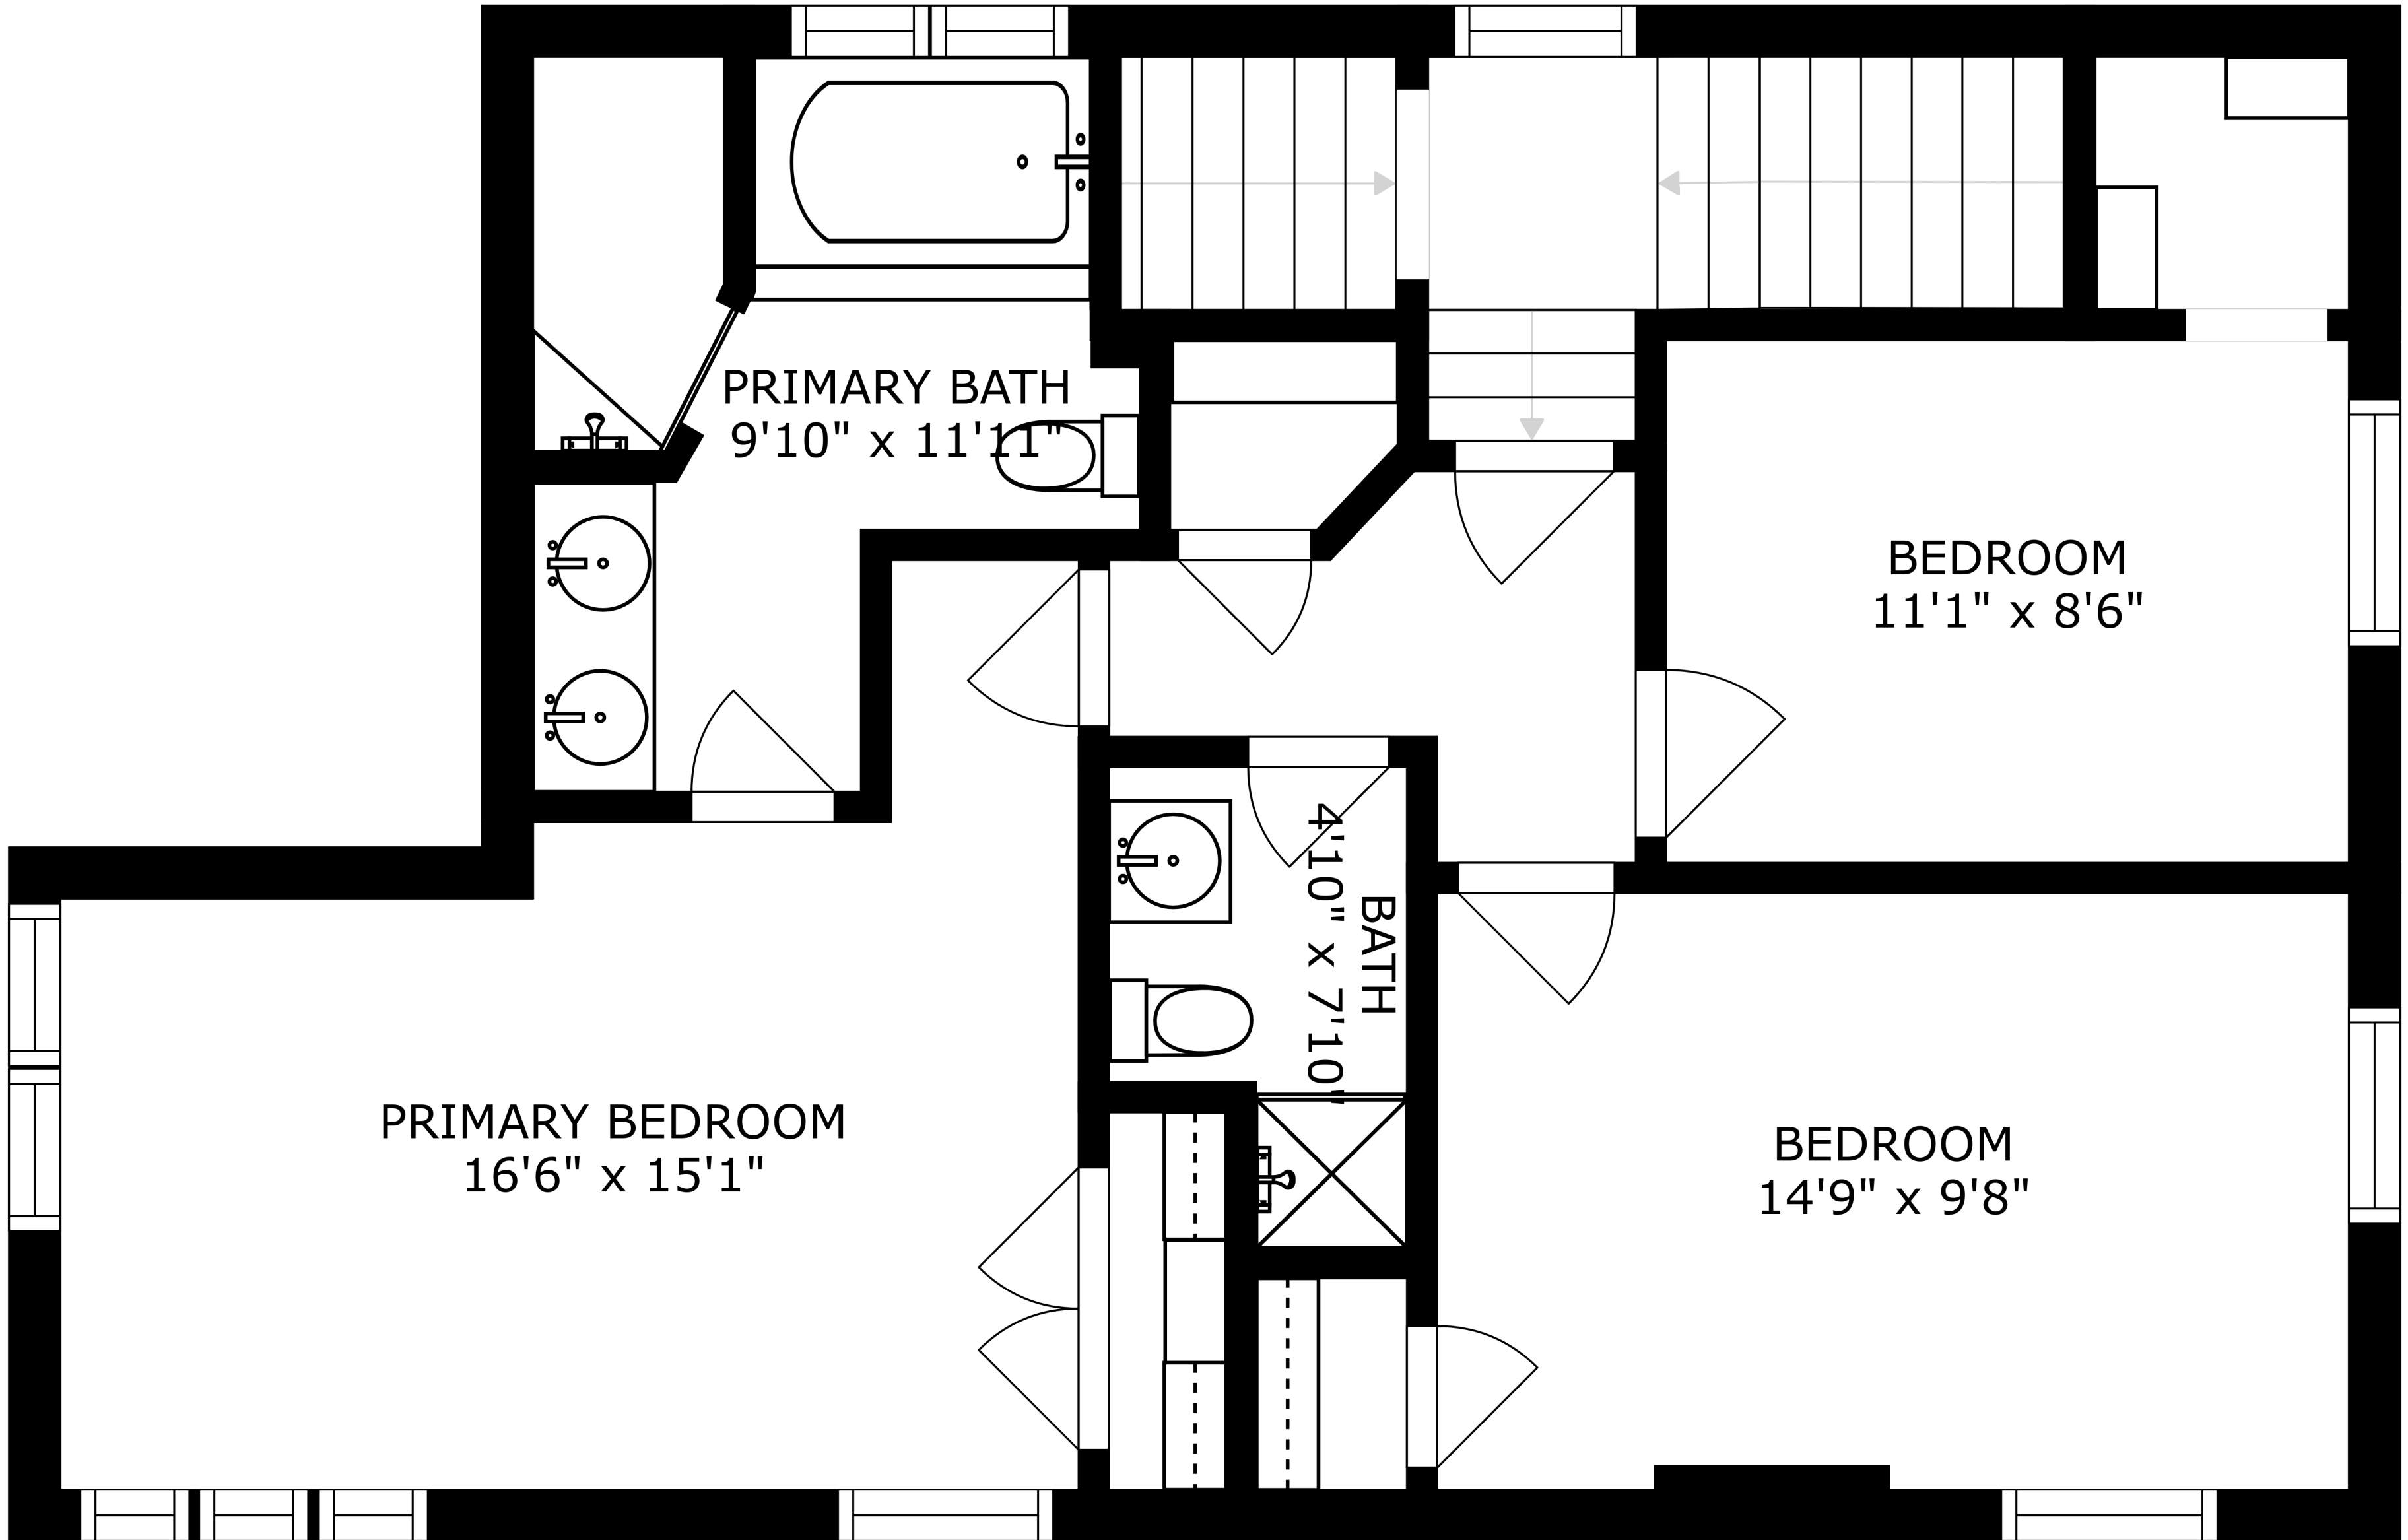 PRIMARY BATH
9'10" x 11'11"
BEDROOM
11'1" x 8'6"
BATH
4'10" x 7'10"
PRIMARY BEDROOM
16'6" x 15'1"
BEDROOM
14'9" x 9'8"